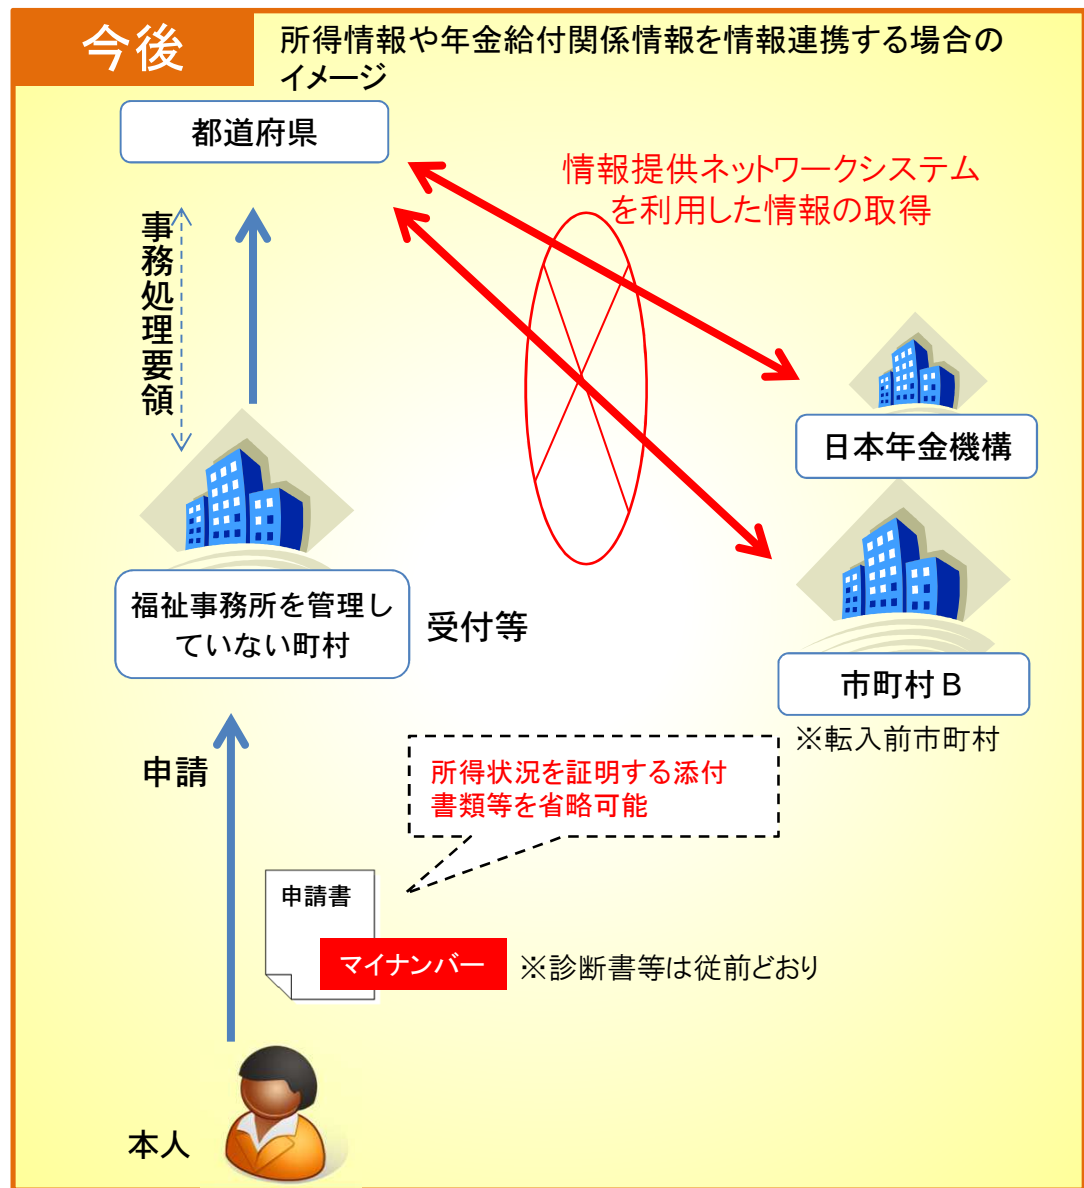 今後
所得情報や年金給付関係情報を情報連携する場合の
イメージ
都道府県
情報提供ネットワークシステム
を利用した情報の取得
事務処理要領
日本年金機構
福祉事務所を管理し
ていない町村
受付等
市町村B
※転入前市町村
申請
所得状況を証明する添付
書類等を省略可能
申請書
マイナンバー
※診断書等は従前どおり
本人